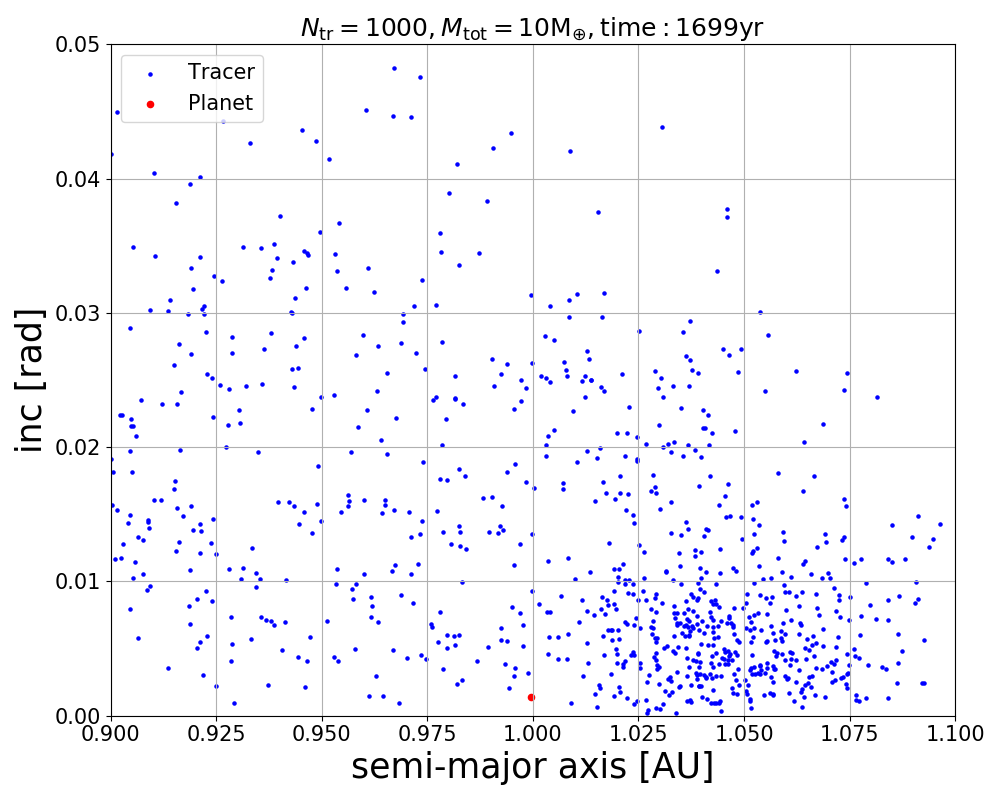 N_tr = 1000, M_tot = 10M_⊕, time : 1699yr
Tracer
Planet
0.05
0.04
0.03
0.02
0.01
0.00
inc [rad]
0.900 0.925 0.950 0.975 1.000 1.025 1.050 1.075 1.100
semi-major axis [AU]